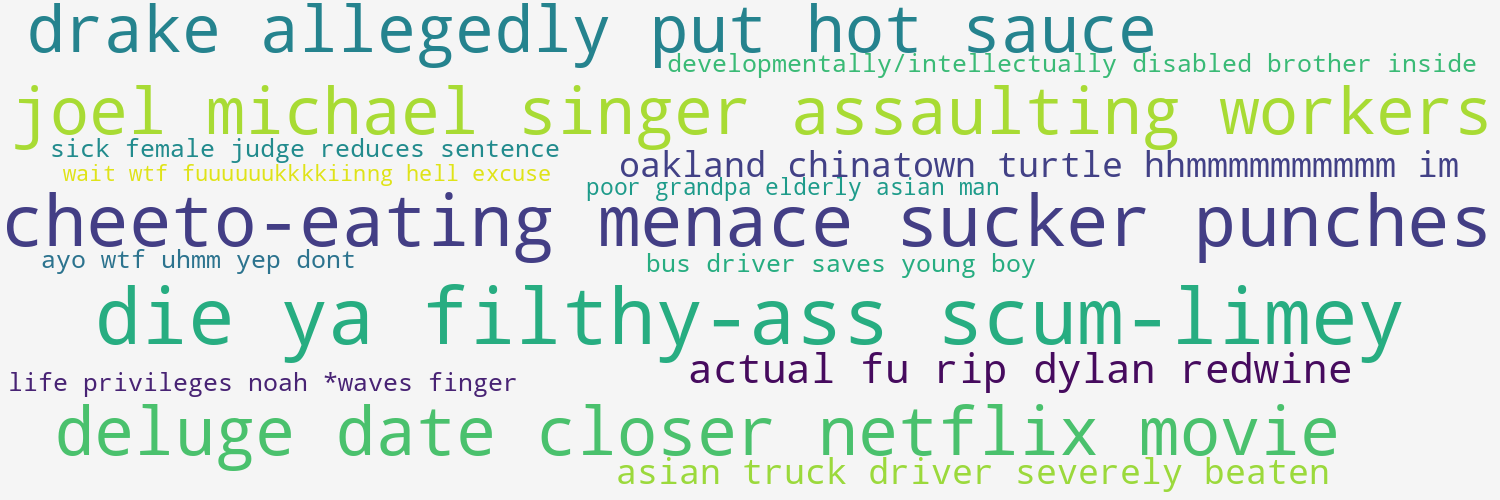 drake allegedly put hot sauce
developmentally/intellectually disabled brother inside
joel michael singer assaulting workers
sick female judge reduces sentence
oakland chinatown turtle hhmmmmmmmmmmm im
wait wtf fuuuuuukkkkiinng hell excuse
poor grandpa elderly asian man
cheeto-eating menace sucker punches
ayo wtf uhmm yep dont
bus driver saves young boy
die ya filthy-ass scum-limey
actual fu rip dylan redwine
life privileges noah *waves finger
deluge date closer netflix movie
asian truck driver severely beaten